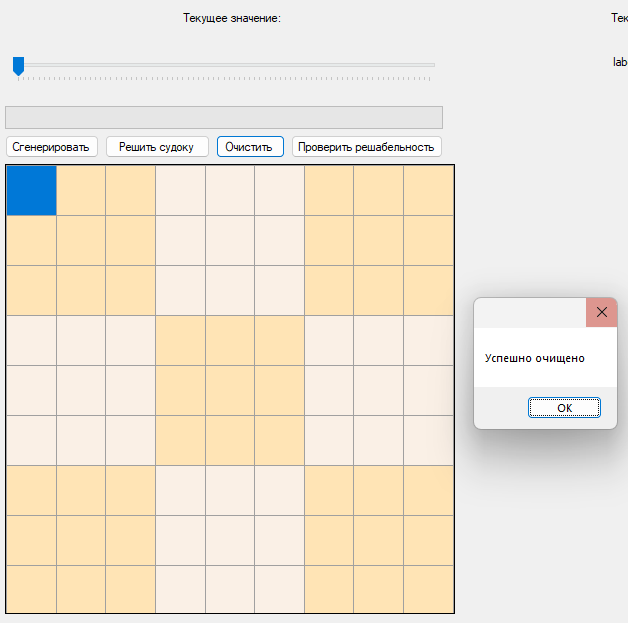 Текущее значение:
Тек
lab
Сгенерировать
Решить судоку
Очистить
Проверить решабельность
Успешно очищено
OK